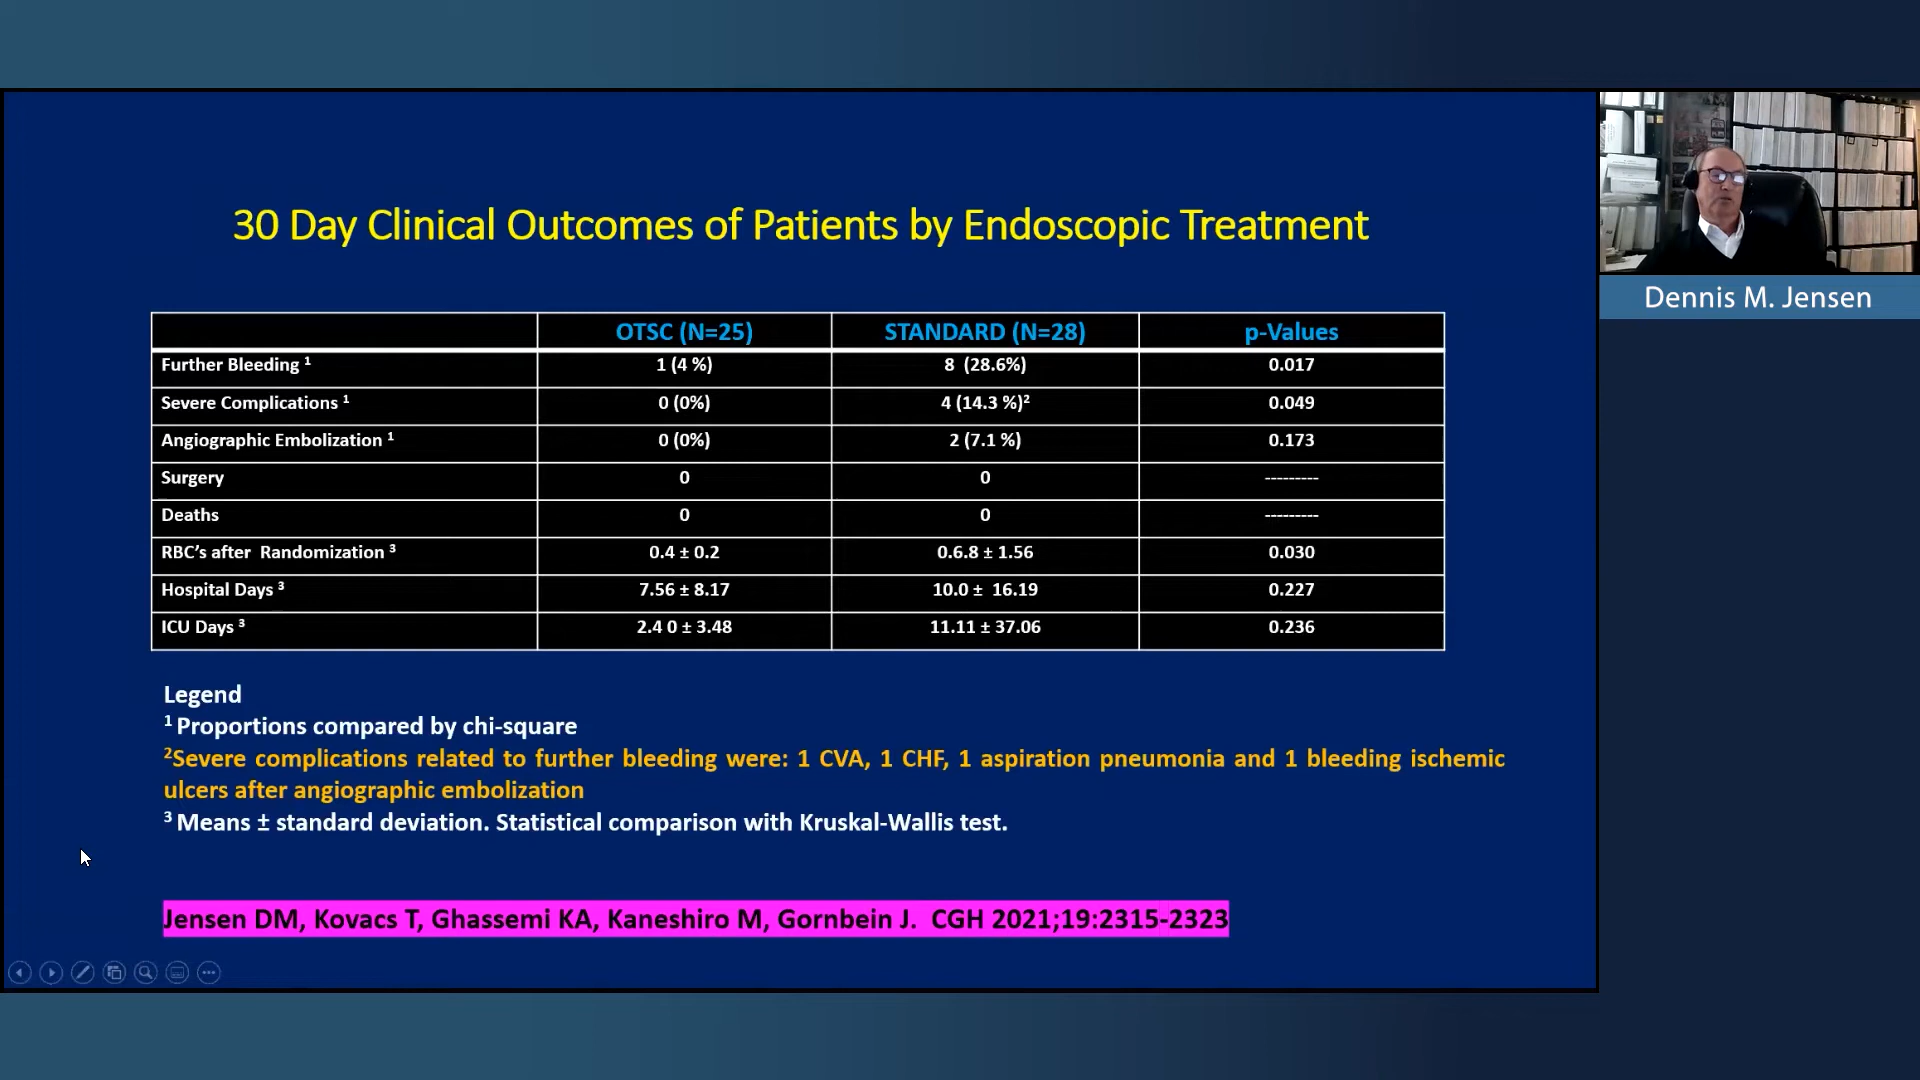 30 Day Clinical Outcomes of Patients by Endoscopic Treatment
OTSC (N=25) STANDARD (N=28) p-Values
Further Bleeding ¹ 1 (4 %) 8 (28.6%) 0.017
Severe Complications ¹ 0 (0%) 4 (14.3 %)² 0.049
Angiographic Embolization ¹ 0 (0%) 2 (7.1 %) 0.173
Surgery 0 0 ---------
Deaths 0 0 ---------
RBC’s after Randomization ³ 0.4 ± 0.2 0.6.8 ± 1.56 0.030
Hospital Days ³ 7.56 ± 8.17 10.0 ± 16.19 0.227
ICU Days ³ 2.4 0 ± 3.48 11.11 ± 37.06 0.236
Legend
¹ Proportions compared by chi-square
²Severe complications related to further bleeding were: 1 CVA, 1 CHF, 1 aspiration pneumonia and 1 bleeding ischemic
ulcers after angiographic embolization
³ Means ± standard deviation. Statistical comparison with Kruskal-Wallis test.
Jensen DM, Kovacs T, Ghassemi KA, Kaneshiro M, Gornbein J. CGH 2021;19:2315-2323
Dennis M. Jensen